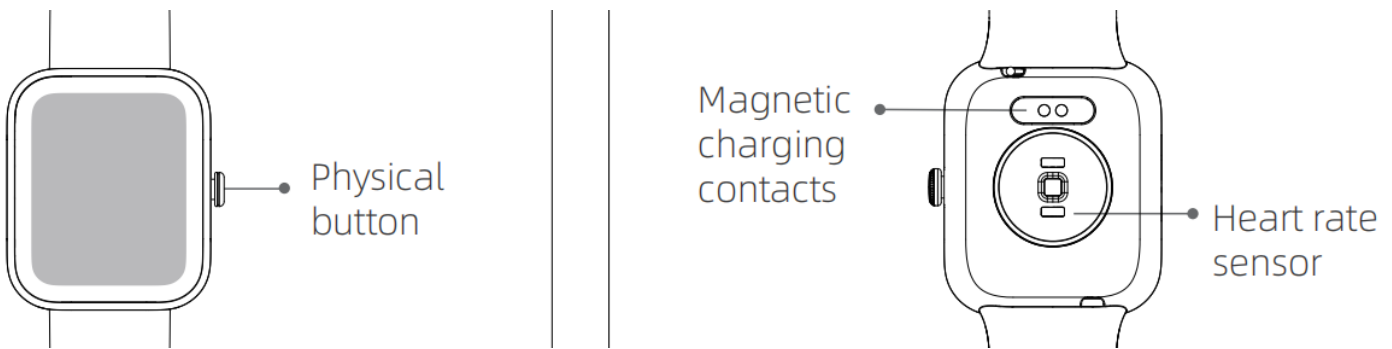 Physical
button
Magnetic
charging
contacts
Heart rate
sensor